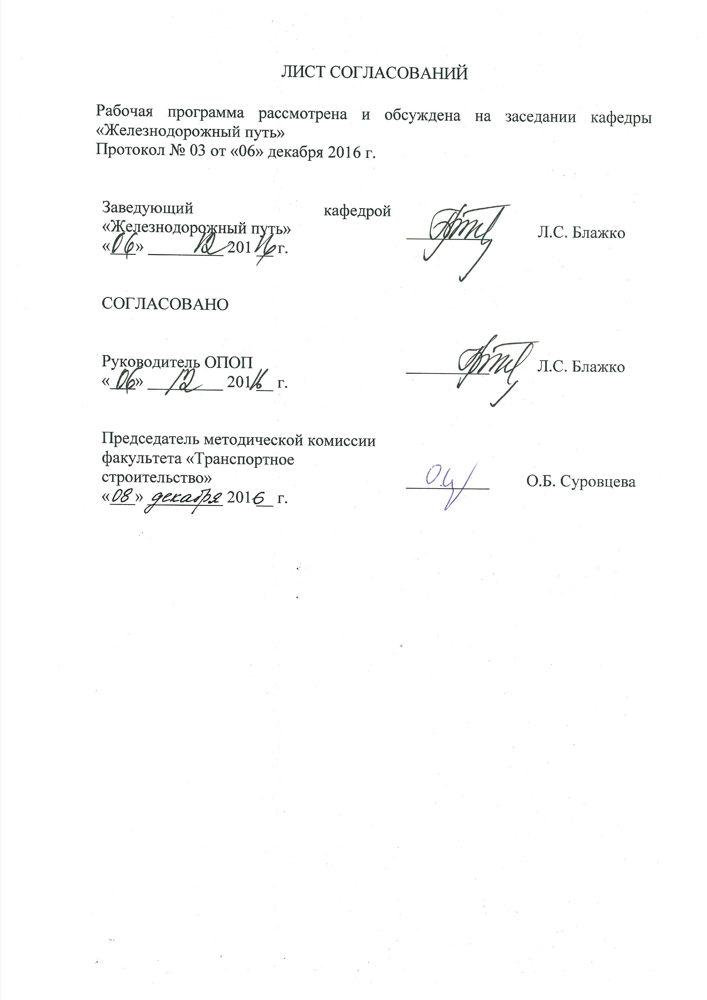 ЛИСТ СОГЛАСОВАНИЙ
Рабочая программа рассмотрена и обсуждена на заседании кафедры
«Железнодорожный путь»
Протокол № 03 от «06» декабря 2016 г.
Заведующий кафедрой
«Железнодорожный путь» Л.С. Блажко
«06» 12 2016 г.
СОГЛАСОВАНО
Руководитель ОПОП Л.С. Блажко
«06» 12 2016 г.
Председатель методической комиссии
факультета «Транспортное
строительство» О.Б. Суровцева
«08» декабря 2016 г.